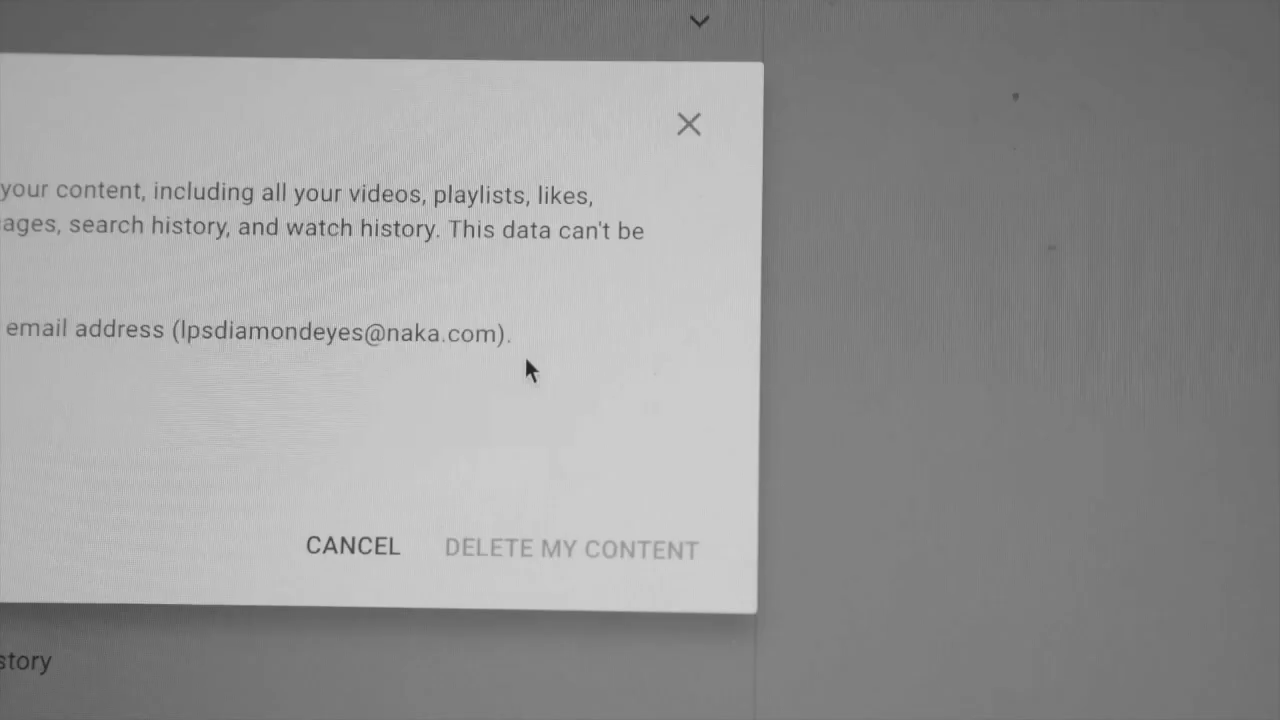 your content, including all your videos, playlists, likes,
ages, search history, and watch history. This data can't be
email address (lpsdiamondeyes@naka.com).
CANCEL DELETE MY CONTENT
story